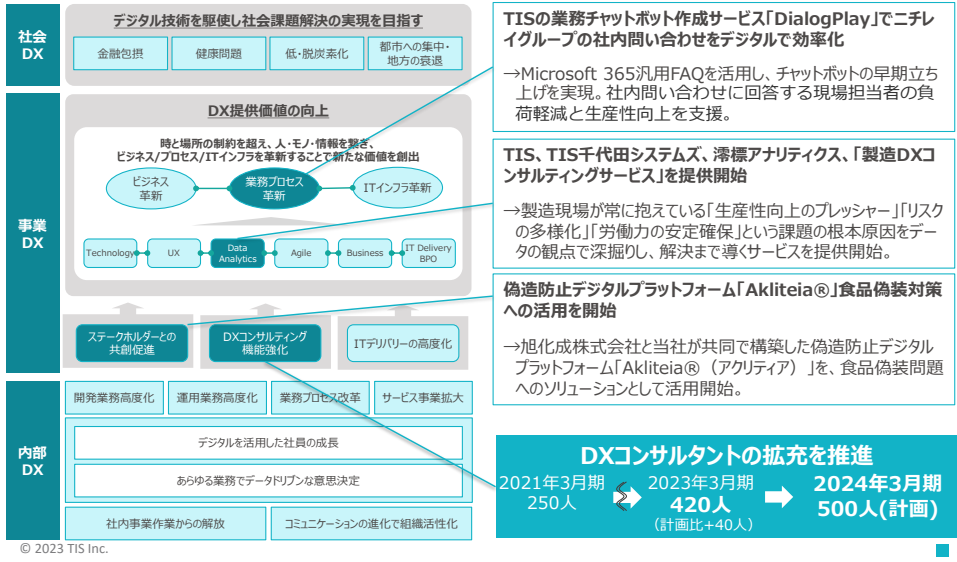 社会
DX
デジタル技術を駆使し社会課題解決の実現を目指す
金融包摂
健康問題
低・脱炭素化
都市への集中・
地方の衰退
事業
DX
DX提供価値の向上
時と場所の制約を超え、人・モノ・情報を繋ぎ、
ビジネス/プロセス/ITインフラを革新することで新たな価値を創出
ビジネス
革新
業務プロセス
革新
ITインフラ革新
Technology
UX
Data
Analytics
Agile
Business
IT Delivery
BPO
ステークホルダーとの
共創促進
DXコンサルティング
機能強化
ITデリバリーの高度化
内部
DX
開発業務高度化
運用業務高度化
業務プロセス改革
サービス事業拡大
デジタルを活用した社員の成長
あらゆる業務でデータドリブンな意思決定
社内事業作業からの解放
コミュニケーションの進化で組織活性化
TISの業務チャットボット作成サービス「DialogPlay」でニチレ
イグループの社内問い合わせをデジタルで効率化
→Microsoft 365汎用FAQを活用し、チャットボットの早期立ち
上げを実現。社内問い合わせに回答する現場担当者の負
荷軽減と生産性向上を支援。
TIS、TIS千代田システムズ、澪標アナリティクス、「製造DXコ
ンサルティングサービス」を提供開始
→製造現場が常に抱えている「生産性向上のプレッシャー」「リスク
の多様化」「労働力の安定確保」という課題の根本原因をデー
タの観点で深掘りし、解決まで導くサービスを提供開始。
偽造防止デジタルプラットフォーム「Akliteia®」食品偽装対策
への活用を開始
→旭化成株式会社と当社が共同で構築した偽造防止デジタル
プラットフォーム「Akliteia®（アクリティア）」を、食品偽装問題
へのソリューションとして活用開始。
DXコンサルタントの拡充を推進
2021年3月期
250人
2023年3月期
420人
（計画比+40人）
2024年3月期
500人(計画)
© 2023 TIS Inc.